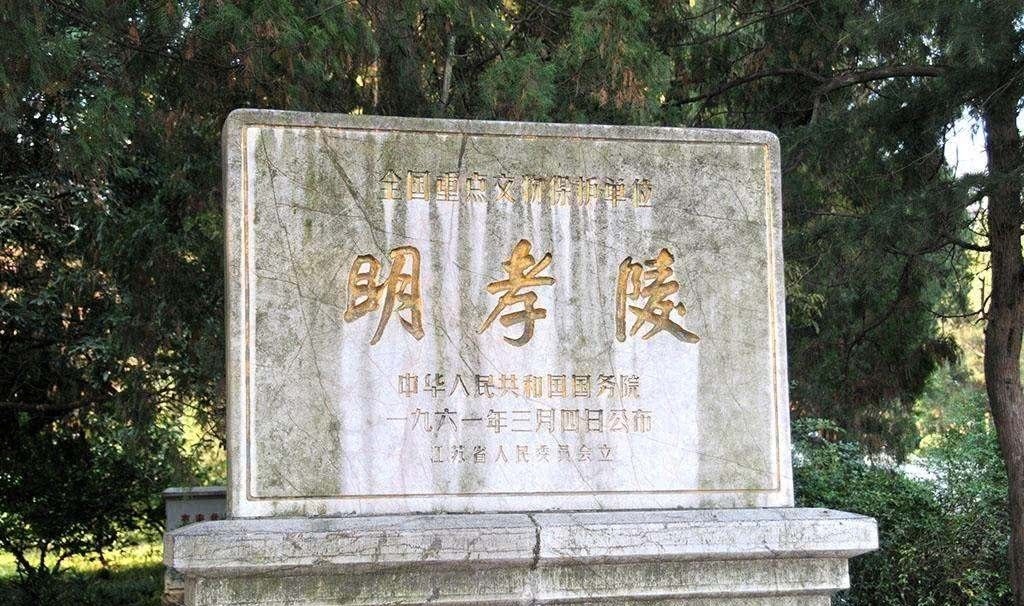 全国重点文物保护单位
明孝陵
中华人民共和国国务院
一九六一年三月四日公布
江苏省人民委员会立